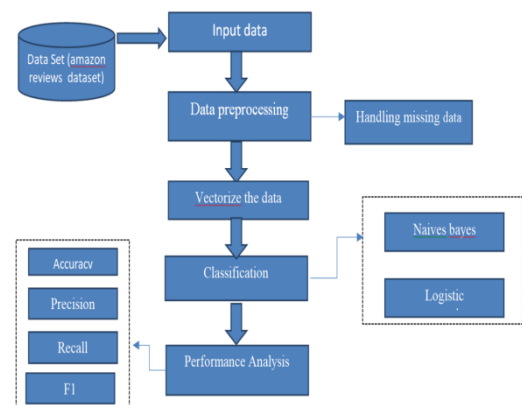 Data Set (amazon
reviews dataset)
Input data
Data preprocessing
Handling missing data
Vectorize the data
Naives bayes
Classification
Logistic
Accuracy
Precision
Recall
F1
Performance Analysis